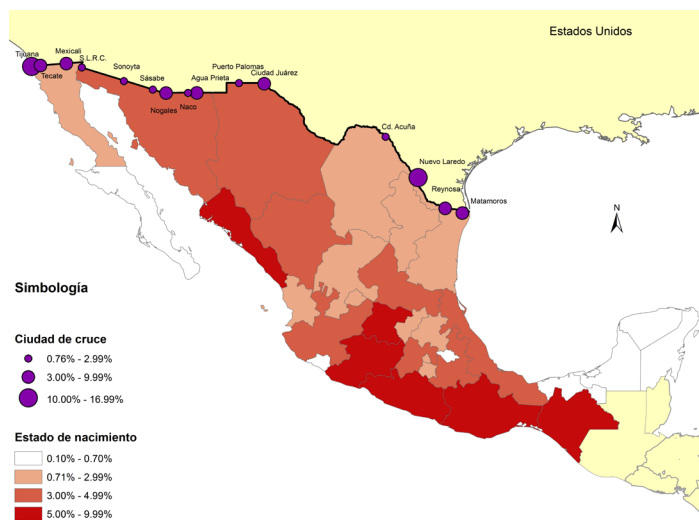 Estados Unidos
Tijuana
Mexicali
S.L.R.C.
Tecate
Sonoyta
Sásabe
Nogales
Naco
Agua Prieta
Puerto Palomas
Ciudad Juárez
Cd. Acuña
Nuevo Laredo
Reynosa
Matamoros
N
Simbología
Ciudad de cruce
0.76% - 2.99%
3.00% - 9.99%
10.00% - 16.99%
Estado de nacimiento
0.10% - 0.70%
0.71% - 2.99%
3.00% - 4.99%
5.00% - 9.99%